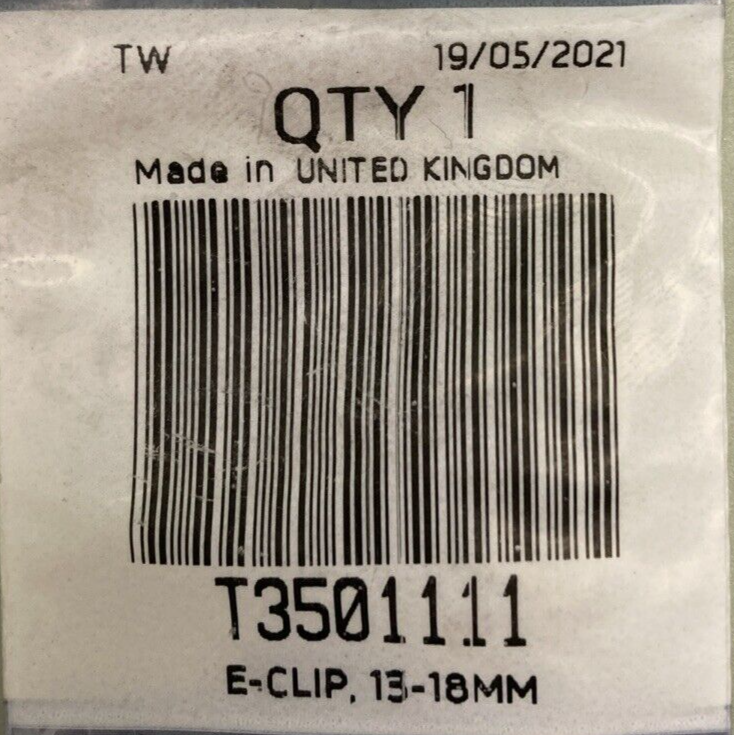 TW 19/05/2021
QTY 1
Made in UNITED KINGDOM
T3501111
E-CLIP, 13-18MM